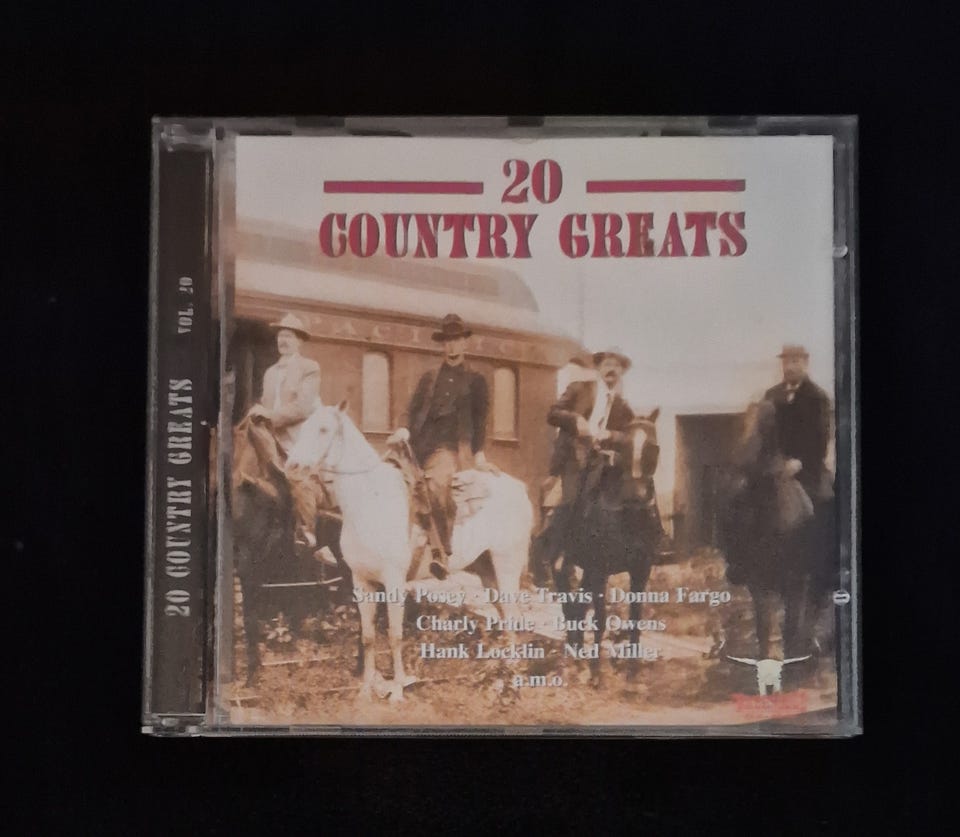 20
COUNTRY GREATS
PACIFIC
Sandy Posey · Dave Travis · Donna Fargo
Charly Pride · Buck Owens
Hank Locklin · Ned Miller
a.m.o.
20 COUNTRY GREATS VOL. 20